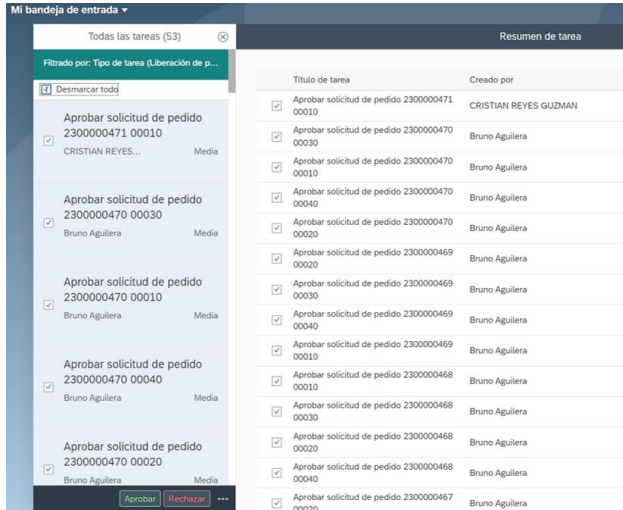 Mi bandeja de entrada
Todas las tareas (53)
Filtrado por: Tipo de tarea (Liberación de p...
Desmarcar todo
Aprobar solicitud de pedido
2300000471 00010
CRISTIAN REYES... Media
Aprobar solicitud de pedido
2300000470 00030
Bruno Aguilera Media
Aprobar solicitud de pedido
2300000470 00010
Bruno Aguilera Media
Aprobar solicitud de pedido
2300000470 00040
Bruno Aguilera Media
Aprobar solicitud de pedido
2300000470 00020
Bruno Aguilera Media
Aprobar Rechazar ...
Resumen de tarea
Título de tarea Creado por
Aprobar solicitud de pedido 2300000471
00010 CRISTIAN REYES GUZMAN
Aprobar solicitud de pedido 2300000470
00030 Bruno Aguilera
Aprobar solicitud de pedido 2300000470
00010 Bruno Aguilera
Aprobar solicitud de pedido 2300000470
00040 Bruno Aguilera
Aprobar solicitud de pedido 2300000470
00020 Bruno Aguilera
Aprobar solicitud de pedido 2300000469
00020 Bruno Aguilera
Aprobar solicitud de pedido 2300000469
00030 Bruno Aguilera
Aprobar solicitud de pedido 2300000469
00040 Bruno Aguilera
Aprobar solicitud de pedido 2300000469
00010 Bruno Aguilera
Aprobar solicitud de pedido 2300000468
00010 Bruno Aguilera
Aprobar solicitud de pedido 2300000468
00030 Bruno Aguilera
Aprobar solicitud de pedido 2300000468
00020 Bruno Aguilera
Aprobar solicitud de pedido 2300000468
00040 Bruno Aguilera
Aprobar solicitud de pedido 2300000467
00020 Bruno Aguilera